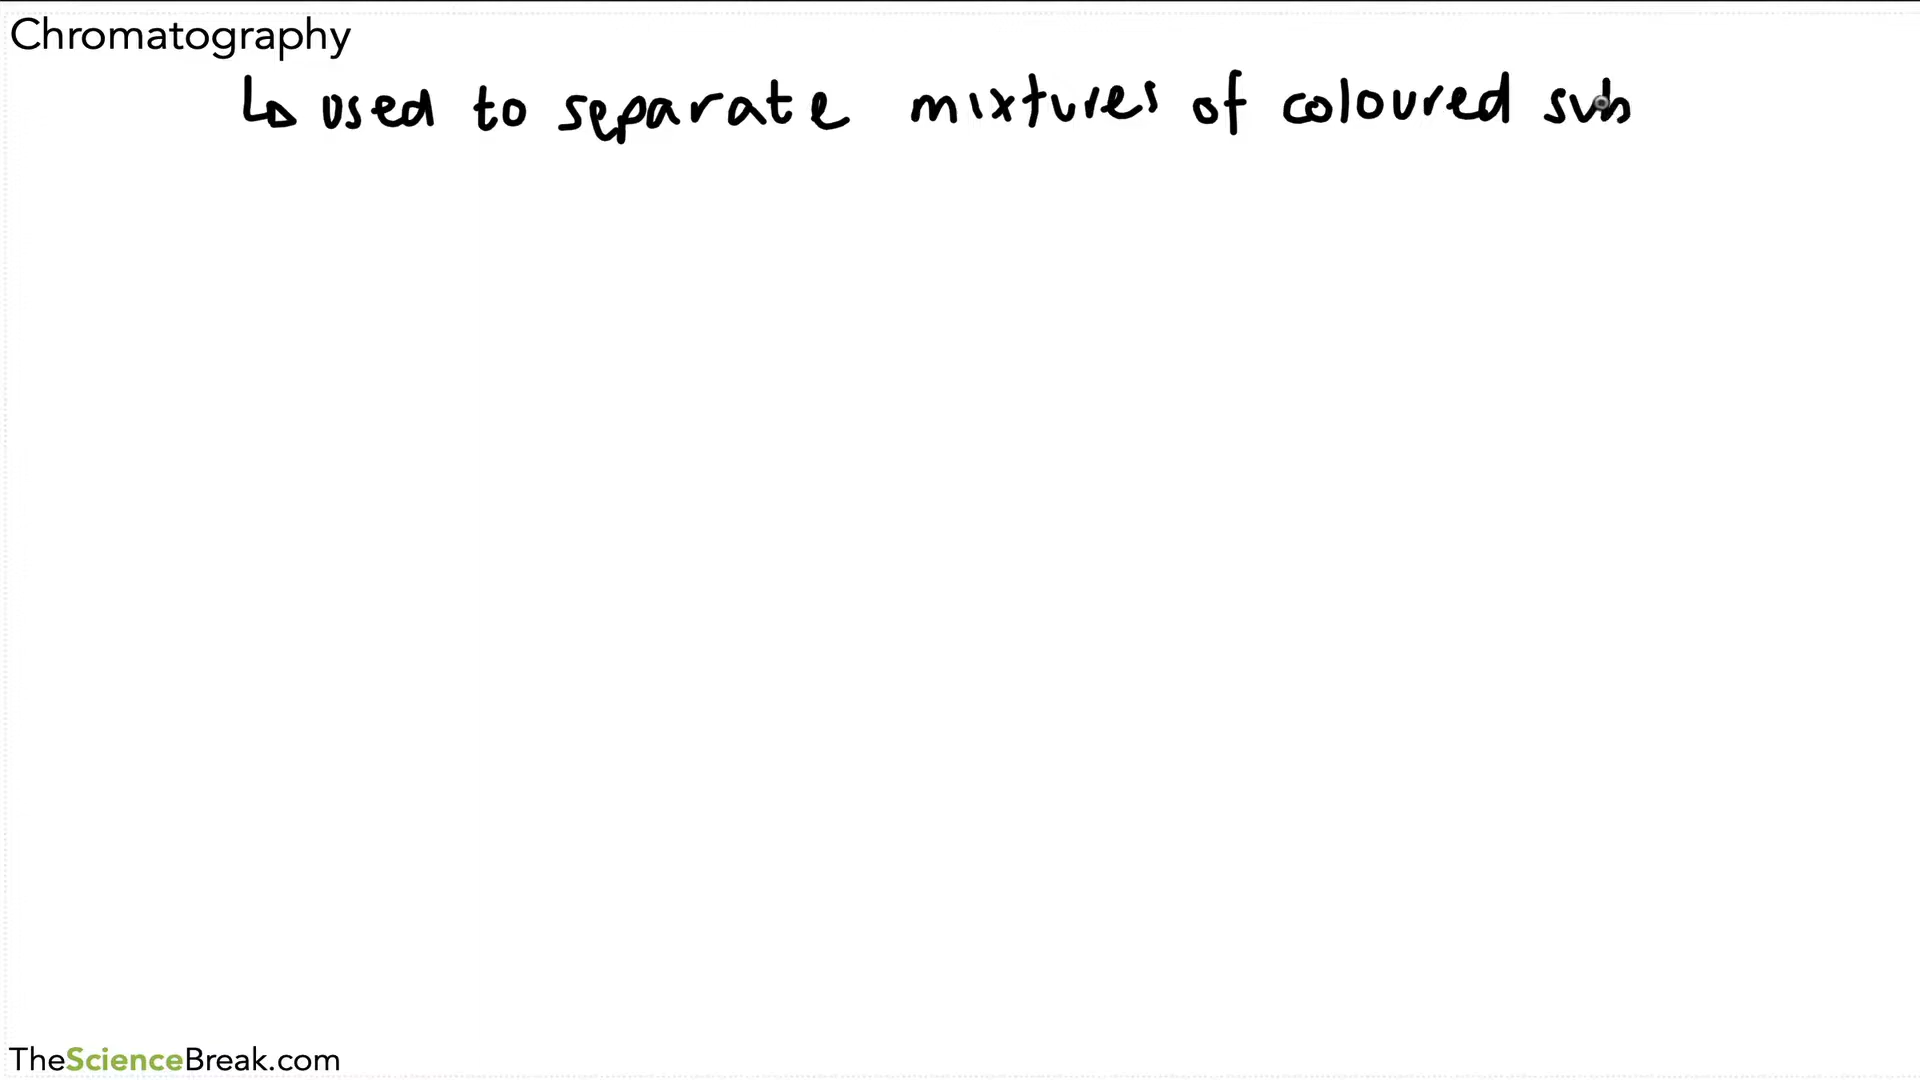 Chromatography
↳ used to separate mixtures of coloured sub
TheScienceBreak.com